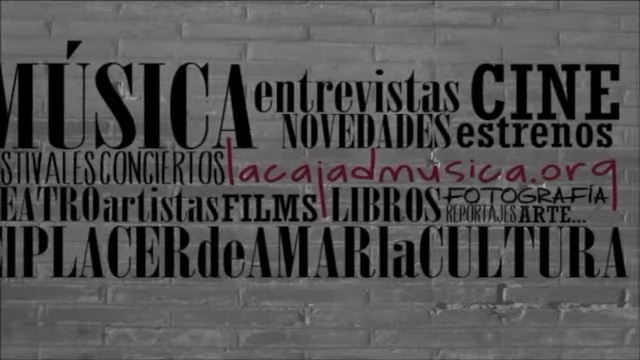 MÚSICA entrevistas CINE
NOVEDADES estrenos
STIVALES CONCIERTOS lacajadmusica.org
EATRO artistas FILMS LIBROS FOTOGRAFÍA
REPORTAJES ARTE...
El PLACER de AMAR la CULTURA